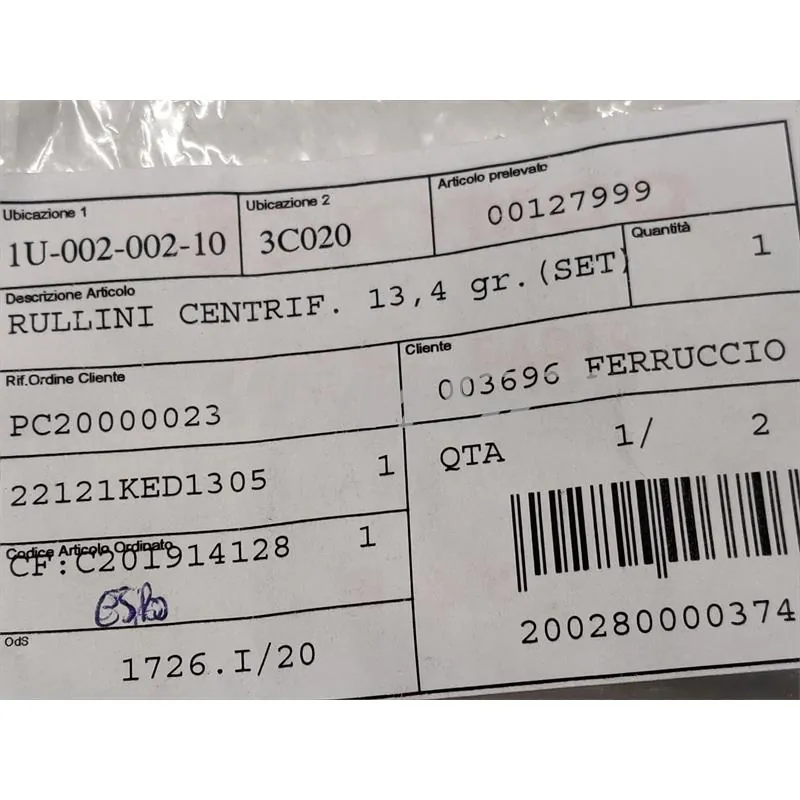 Ubicazione 1
1U-002-002-10
Ubicazione 2
3C020
Articolo prelevato
00127999
Descrizione Articolo
RULLINI CENTRIF. 13,4 gr.(SET)
Quantità
1
Rif.Ordine Cliente
PC20000023
Cliente
003696 FERRUCCIO
22121KED1305 1
QTA 1/ 2
Codice Articolo Ordinato
CF:C201914128 1
OdS
1726.I/20
200280000374